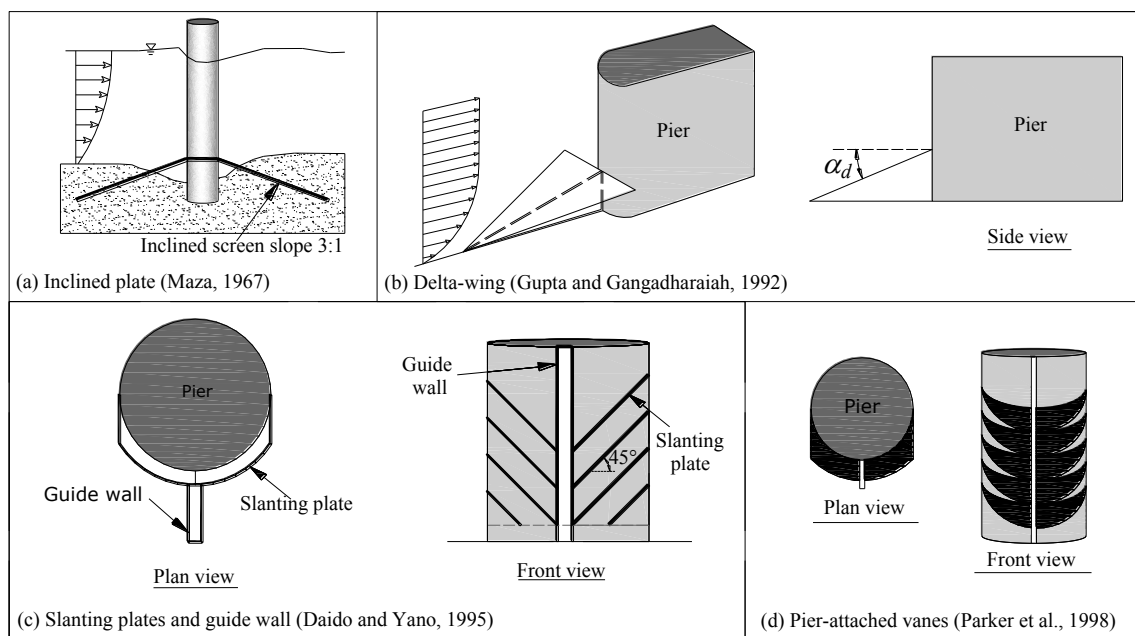 Inclined screen slope 3:1
(a) Inclined plate (Maza, 1967)
Pier
Pier
αd
Side view
(b) Delta-wing (Gupta and Gangadharaiah, 1992)
Pier
Guide wall
Slanting plate
Plan view
Guide
wall
Slanting
plate
45°
Front view
(c) Slanting plates and guide wall (Daido and Yano, 1995)
Pier
Plan view
Front view
(d) Pier-attached vanes (Parker et al., 1998)